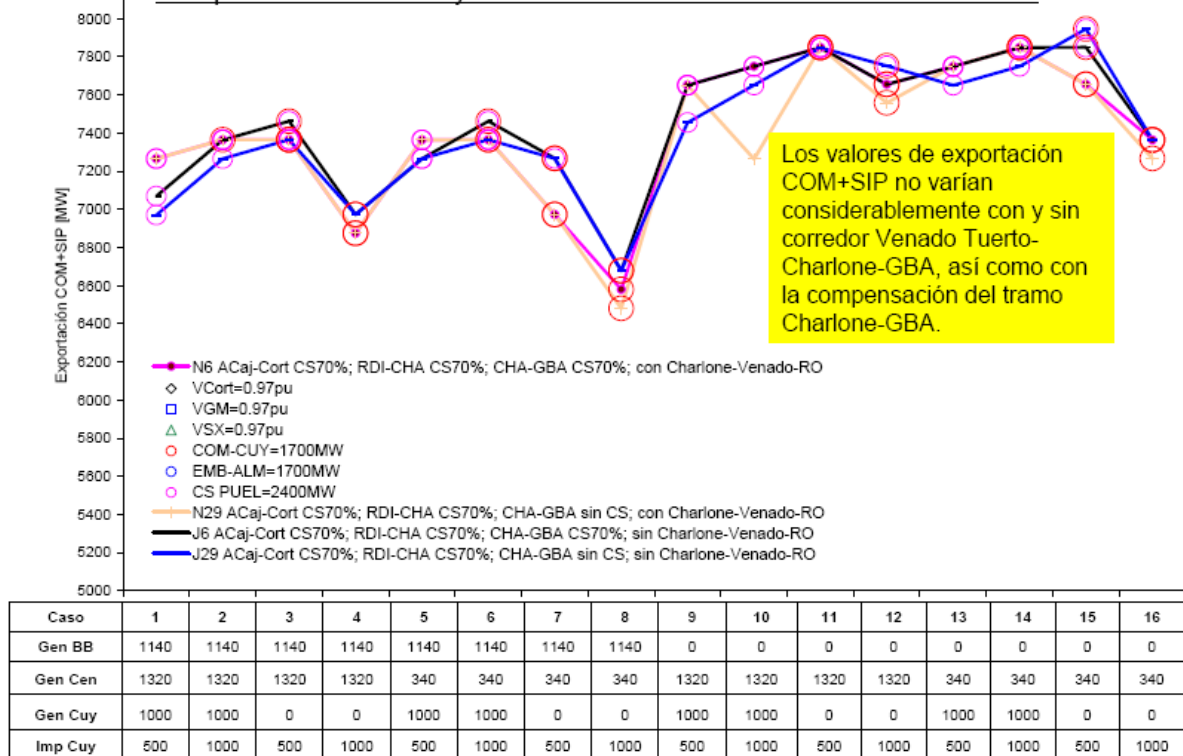 8000
7800
7600
7400
7200
7000
6800
6600
6400
6200
6000
5800
5600
5400
5200
5000
Exportación COM+SIP [MW]
Los valores de exportación
COM+SIP no varían
considerablemente con y sin
corredor Venado Tuerto-
Charlone-GBA, así como con
la compensación del tramo
Charlone-GBA.
N6 ACaj-Cort CS70%; RDI-CHA CS70%; CHA-GBA CS70%; con Charlone-Venado-RO
VCort=0.97pu
VGM=0.97pu
VSX=0.97pu
COM-CUY=1700MW
EMB-ALM=1700MW
CS PUEL=2400MW
N29 ACaj-Cort CS70%; RDI-CHA CS70%; CHA-GBA sin CS; con Charlone-Venado-RO
J6 ACaj-Cort CS70%; RDI-CHA CS70%; CHA-GBA CS70%; sin Charlone-Venado-RO
J29 ACaj-Cort CS70%; RDI-CHA CS70%; CHA-GBA sin CS; sin Charlone-Venado-RO
Caso 1 2 3 4 5 6 7 8 9 10 11 12 13 14 15 16
Gen BB 1140 1140 1140 1140 1140 1140 1140 1140 0 0 0 0 0 0 0 0
Gen Cen 1320 1320 1320 1320 340 340 340 340 1320 1320 1320 1320 340 340 340 340
Gen Cuy 1000 1000 0 0 1000 1000 0 0 1000 1000 0 0 1000 1000 0 0
Imp Cuy 500 1000 500 1000 500 1000 500 1000 500 1000 500 1000 500 1000 500 1000